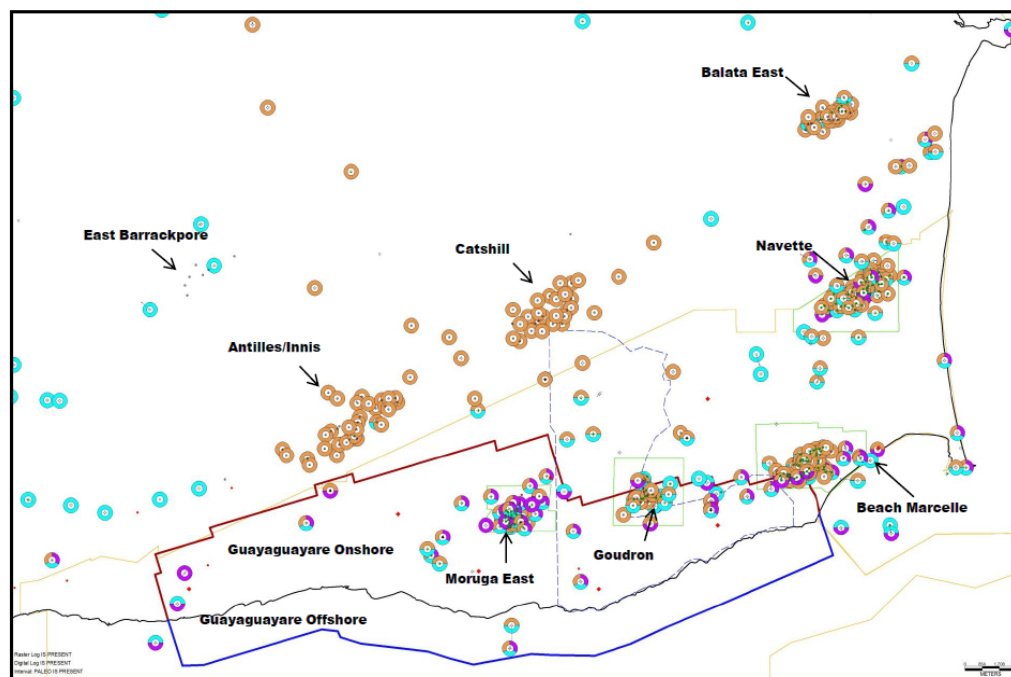 Balata East
East Barrackpore
Catshill
Navette
Antilles/Innis
Beach Marcelle
Guayaguayare Onshore
Goudron
Moruga East
Guayaguayare Offshore
Raster Log IS PRESENT
Digital Log IS PRESENT
Interval: PALEO IS PRESENT
METERS